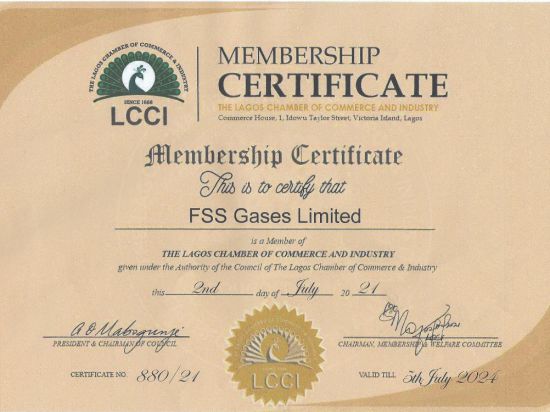 THE LAGOS CHAMBER OF COMMERCE & INDUSTRY
SINCE 1888
LCCI
MEMBERSHIP
CERTIFICATE
THE LAGOS CHAMBER OF COMMERCE AND INDUSTRY
Commerce House, 1, Idowu Taylor Street, Victoria Island, Lagos
Membership Certificate
This is to certify that
FSS Gases Limited
is a Member of
THE LAGOS CHAMBER OF COMMERCE AND INDUSTRY
given under the Authority of the Council of The Lagos Chamber of Commerce & Industry
this 2nd day of July 20 21
PRESIDENT & CHAIRMAN OF COUNCIL
CHAIRMAN, MEMBERSHIP & WELFARE COMMITTEE
LCCI
CERTIFICATE NO. 880/21
VALID TILL 5th July 2024